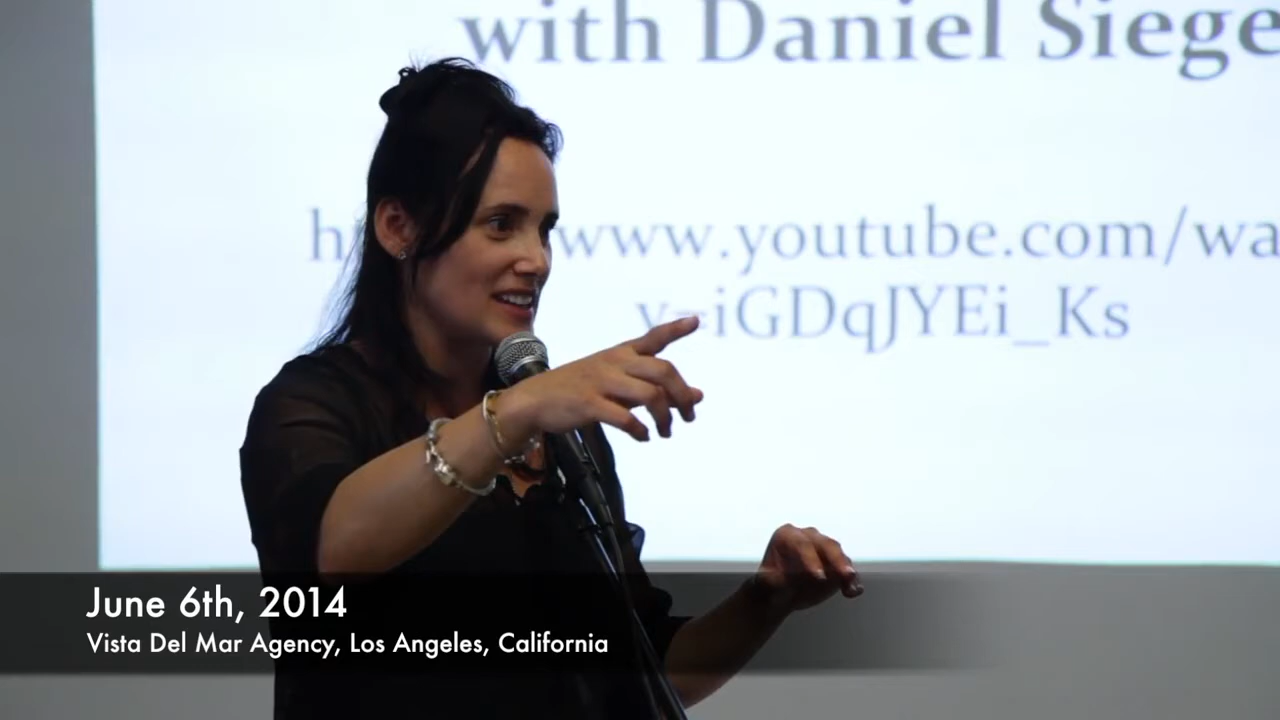 with Daniel Siege
www.youtube.com/wa
v=iGDqJYEi_Ks
June 6th, 2014
Vista Del Mar Agency, Los Angeles, California